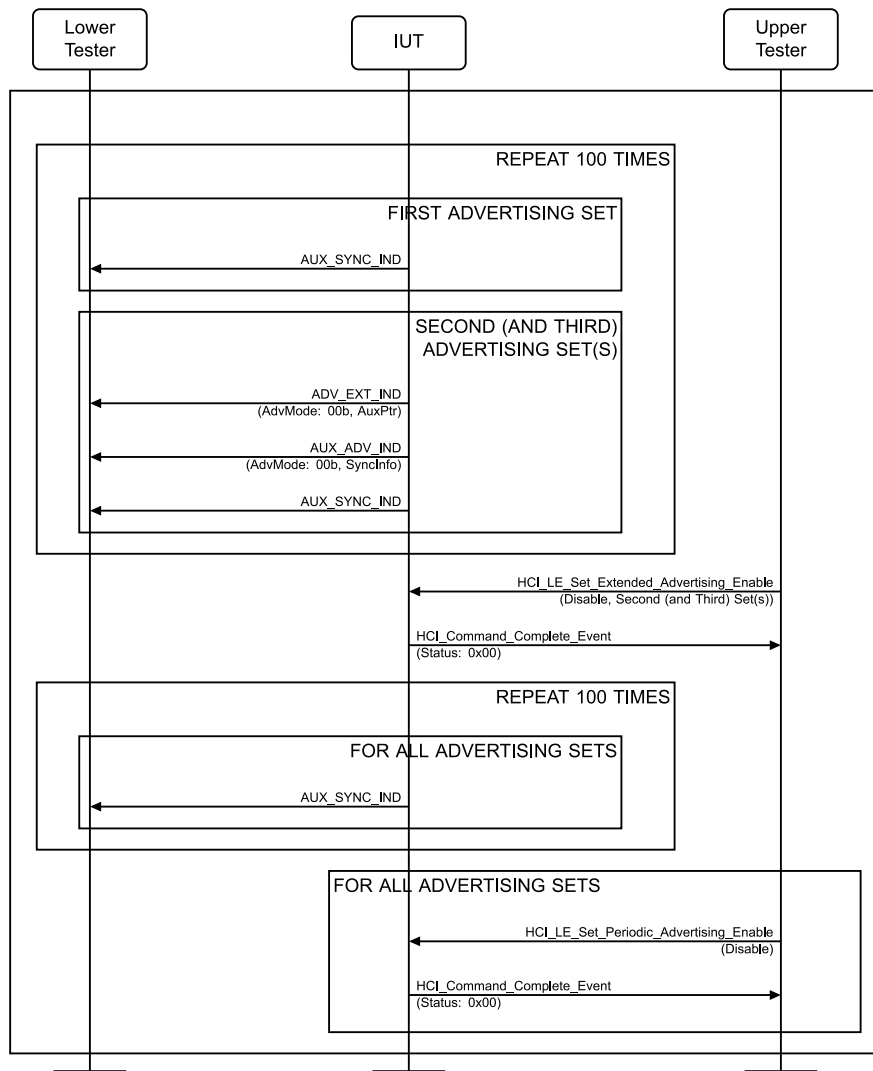 Lower
Tester
IUT
Upper
Tester
REPEAT 100 TIMES
FIRST ADVERTISING SET
AUX_SYNC_IND
SECOND (AND THIRD)
ADVERTISING SET(S)
ADV_EXT_IND
(AdvMode: 00b, AuxPtr)
AUX_ADV_IND
(AdvMode: 00b, SyncInfo)
AUX_SYNC_IND
HCI_LE_Set_Extended_Advertising_Enable
(Disable, Second (and Third) Set(s))
HCI_Command_Complete_Event
(Status: 0x00)
REPEAT 100 TIMES
FOR ALL ADVERTISING SETS
AUX_SYNC_IND
FOR ALL ADVERTISING SETS
HCI_LE_Set_Periodic_Advertising_Enable
(Disable)
HCI_Command_Complete_Event
(Status: 0x00)